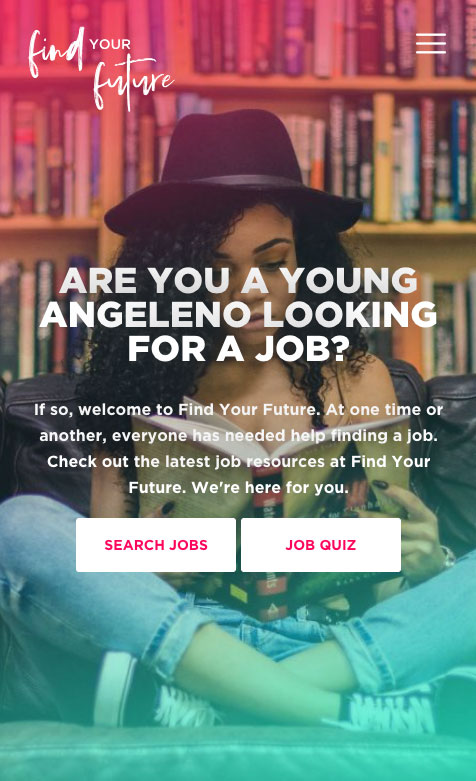 find YOUR
future
ARE YOU A YOUNG
ANGELENO LOOKING
FOR A JOB?
If so, welcome to Find Your Future. At one time or
another, everyone has needed help finding a job.
Check out the latest job resources at Find Your
Future. We're here for you.
SEARCH JOBS
JOB QUIZ